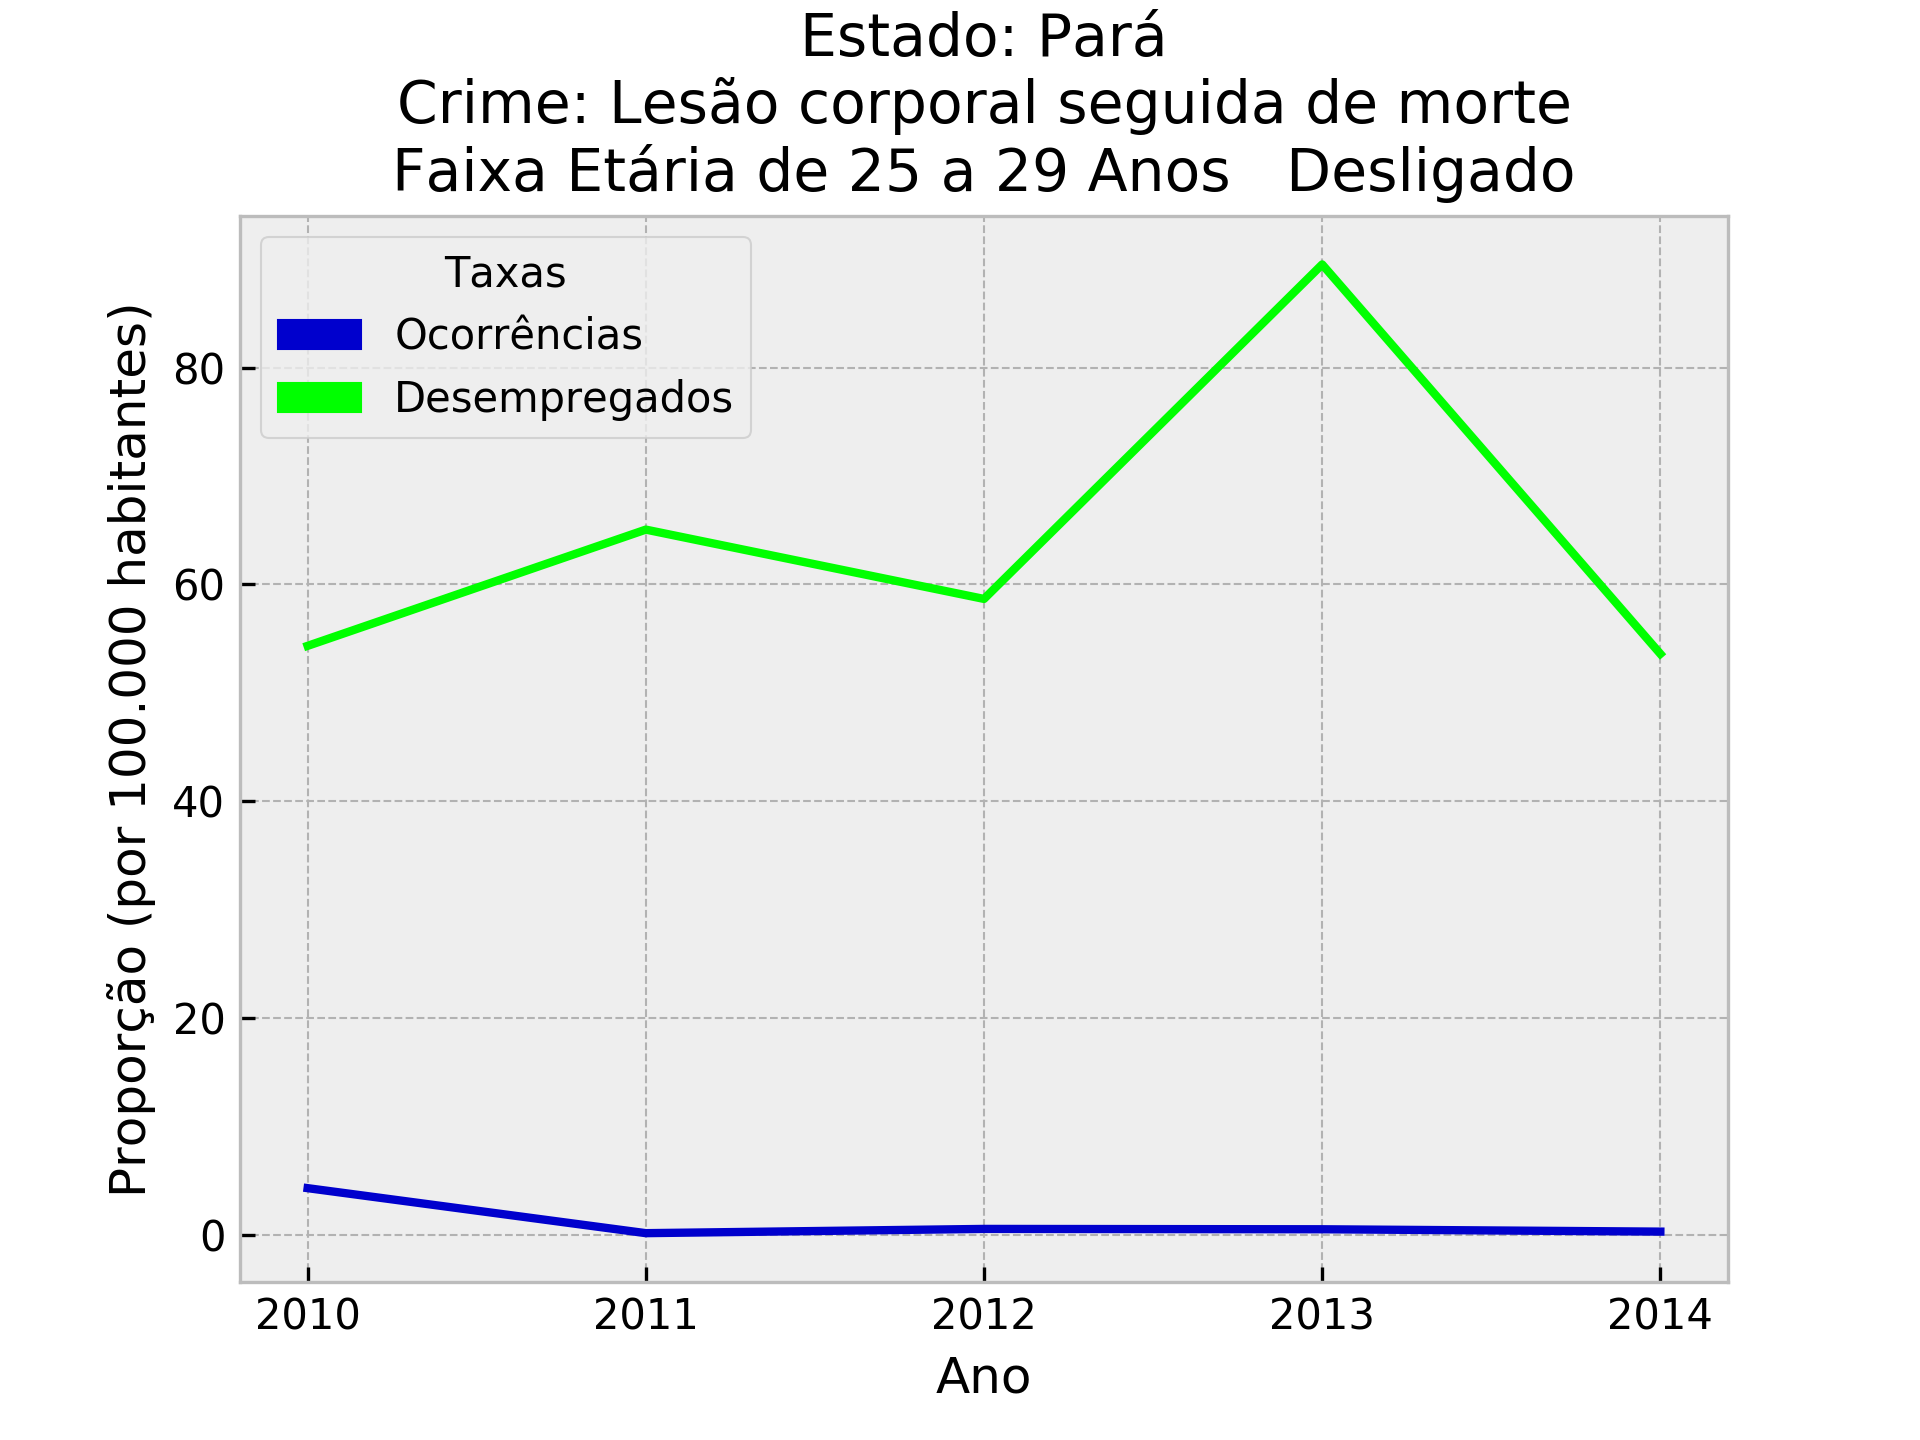 Estado: Pará
Crime: Lesão corporal seguida de morte
Faixa Etária de 25 a 29 Anos   Desligado
Taxas
Ocorrências
Desempregados
Proporção (por 100.000 habitantes)
80
60
40
20
0
2010 2011 2012 2013 2014
Ano